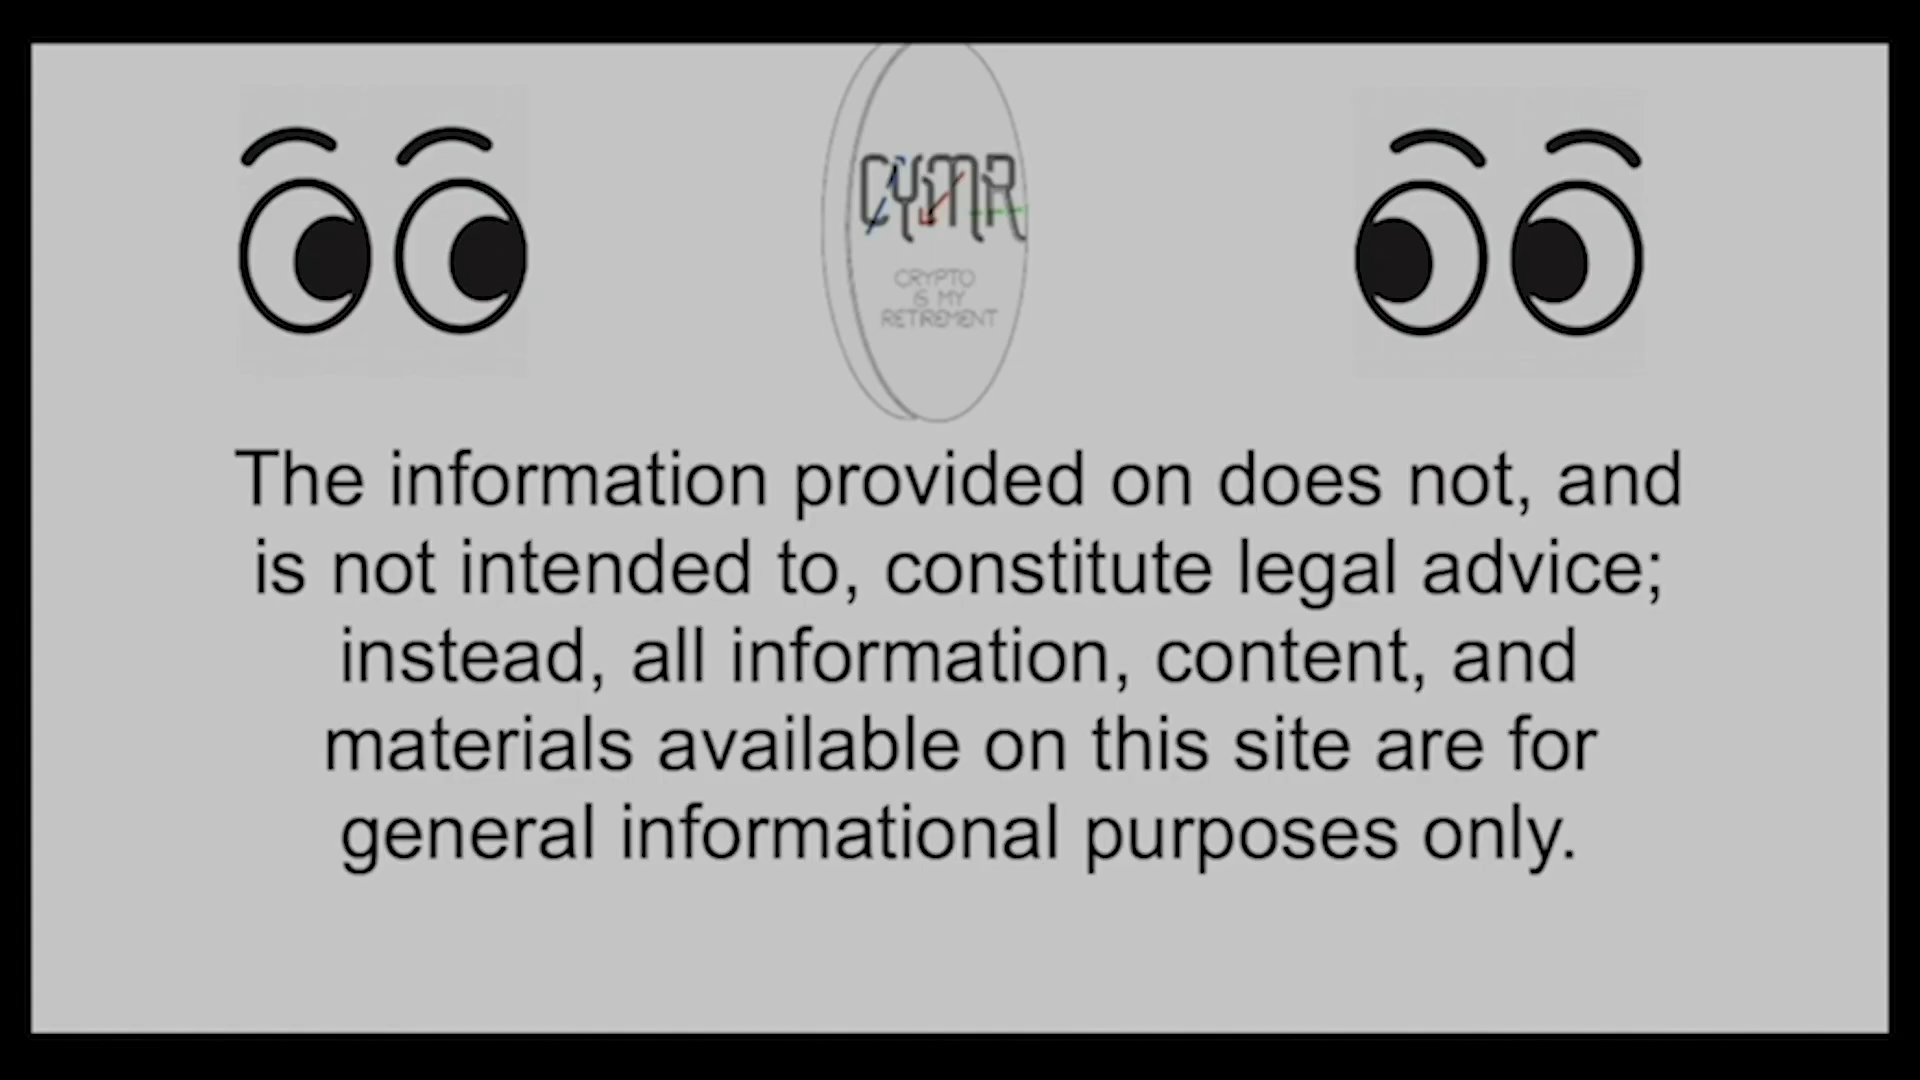 CYMR
CRYPTO
IS MY
RETIREMENT
The information provided on does not, and
is not intended to, constitute legal advice;
instead, all information, content, and
materials available on this site are for
general informational purposes only.